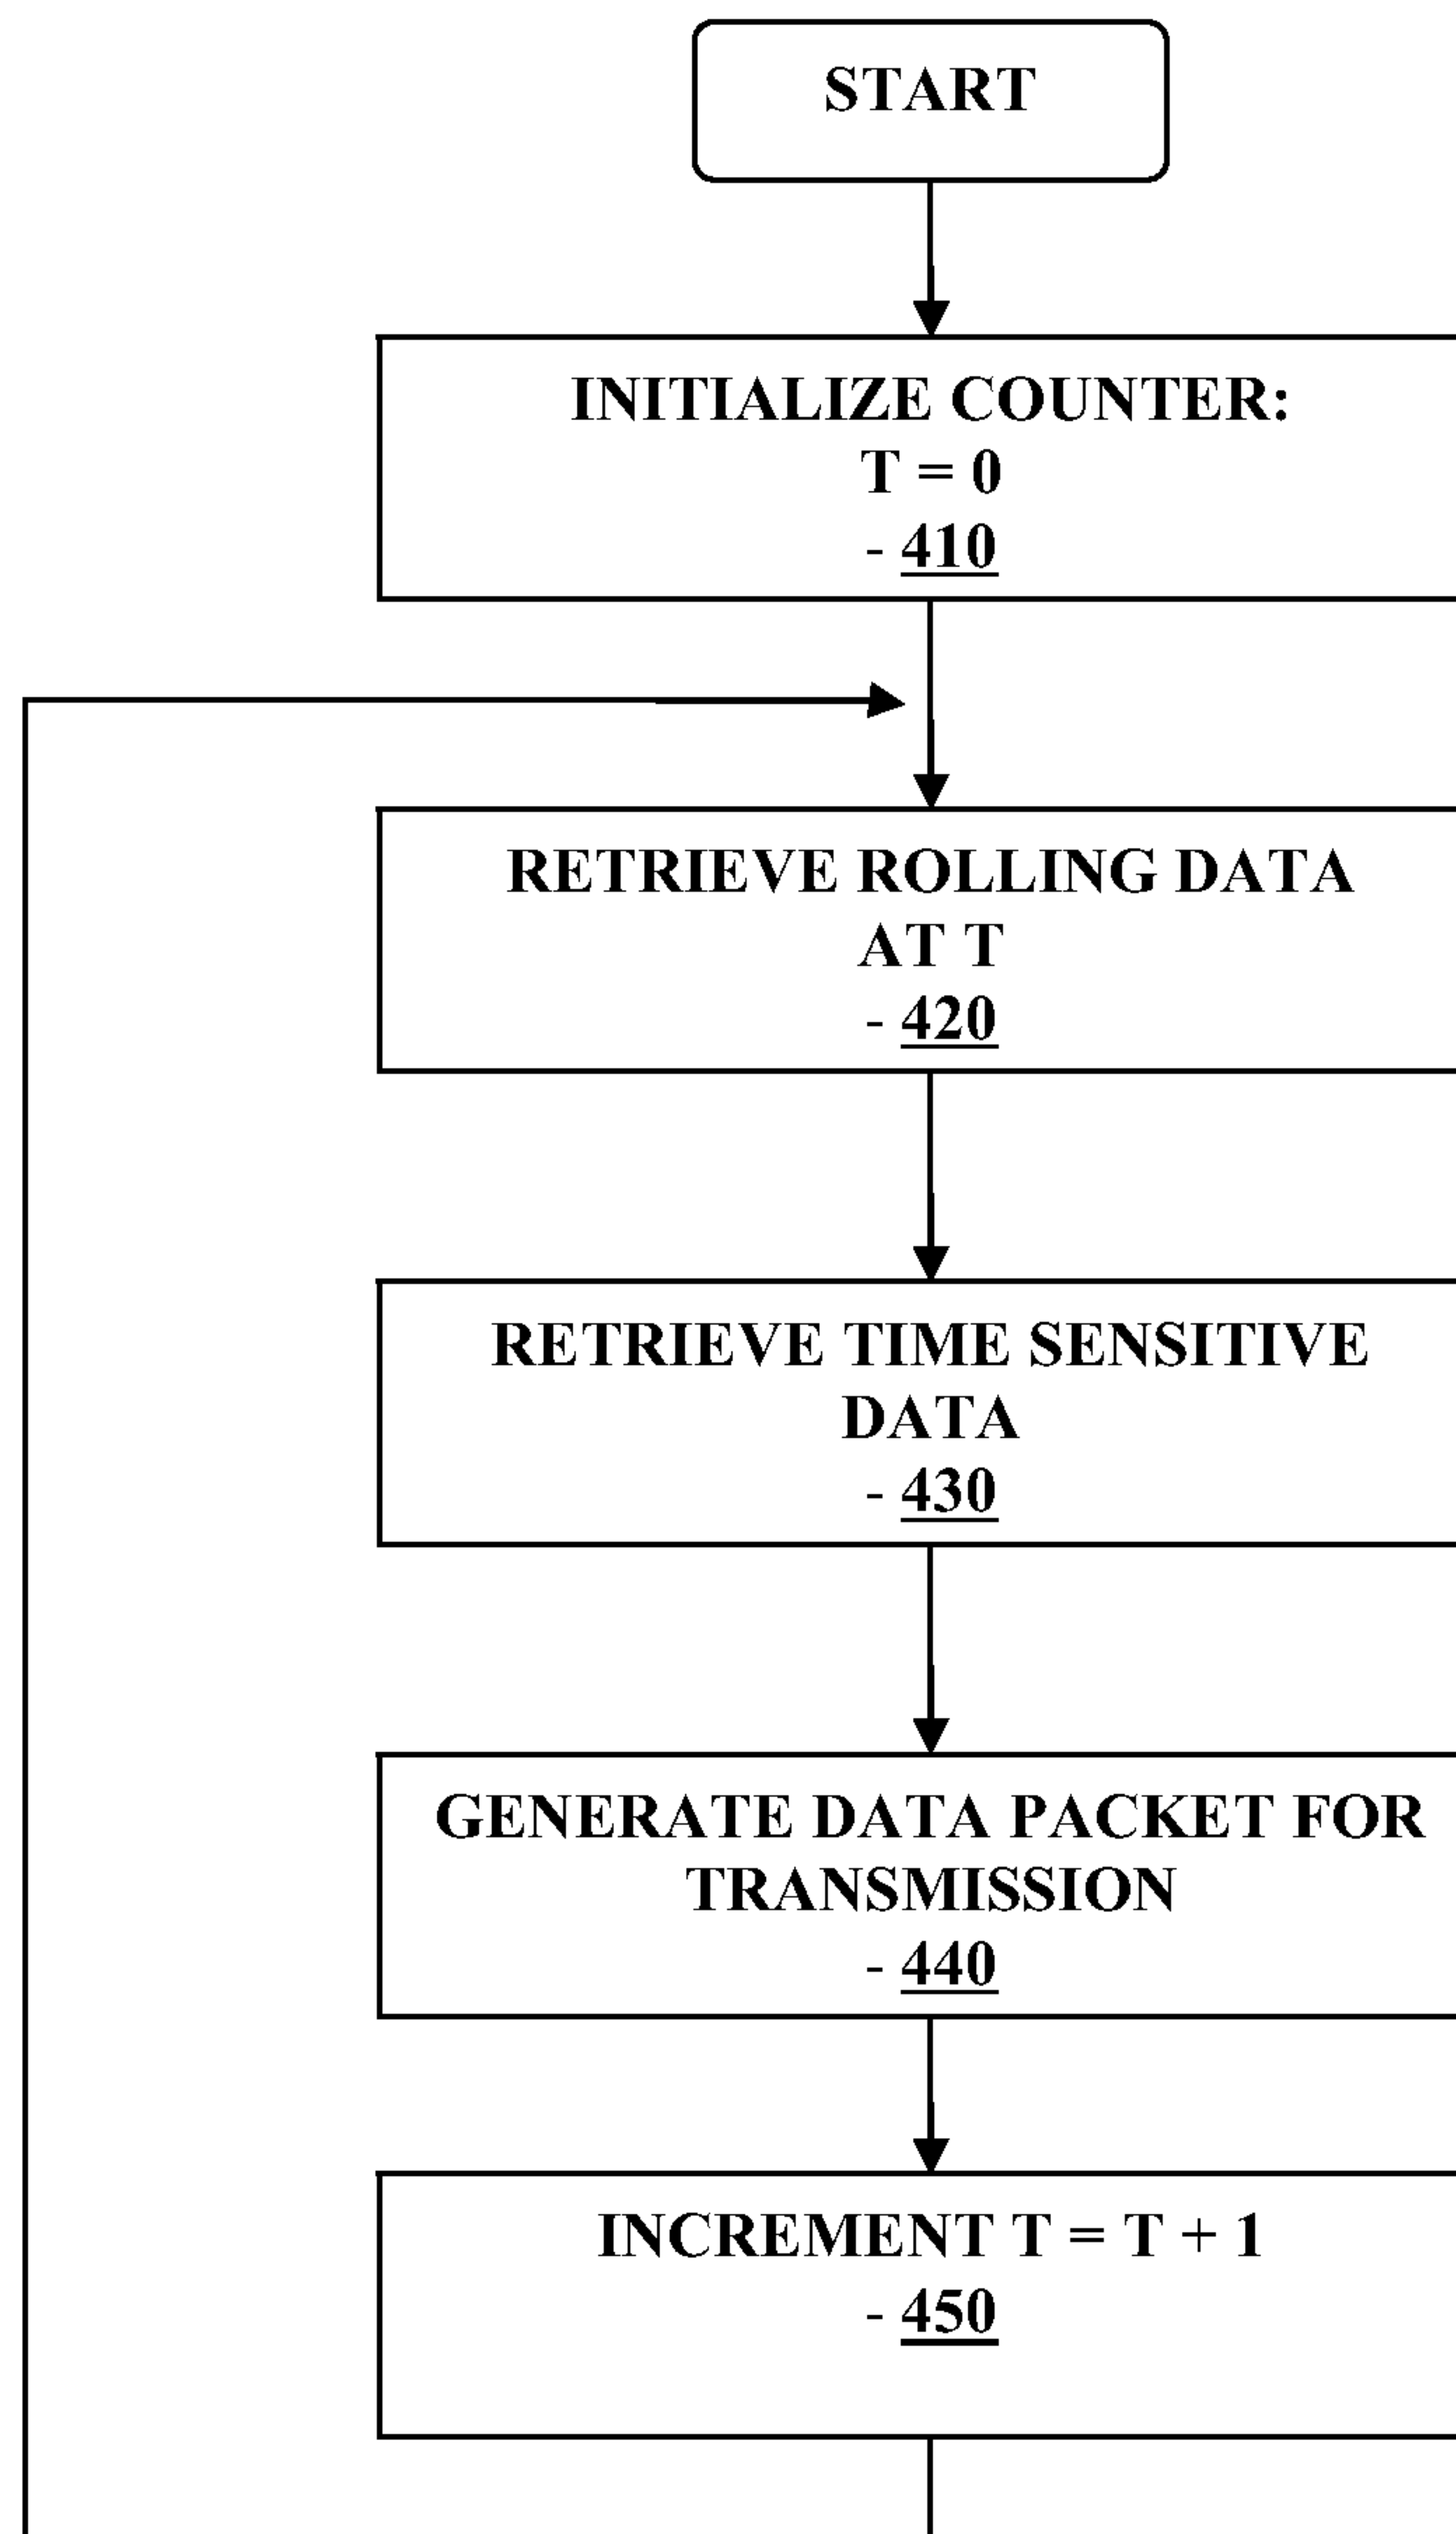 START
INITIALIZE COUNTER:
T = 0
- 410
RETRIEVE ROLLING DATA
AT T
- 420
RETRIEVE TIME SENSITIVE
DATA
- 430
GENERATE DATA PACKET FOR
TRANSMISSION
- 440
INCREMENT T = T + 1
- 450